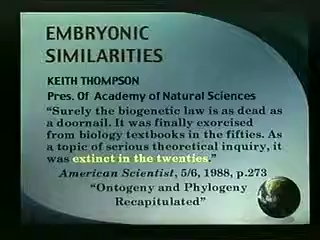 EMBRYONIC
SIMILARITIES
KEITH THOMPSON
Pres. Of Academy of Natural Sciences
"Surely the biogenetic law is as dead as
a doornail. It was finally exorcised
from biology textbooks in the fifties. As
a topic of serious theoretical inquiry, it
was extinct in the twenties."
American Scientist, 5/6, 1988, p.273
"Ontogeny and Phylogeny
Recapitulated"